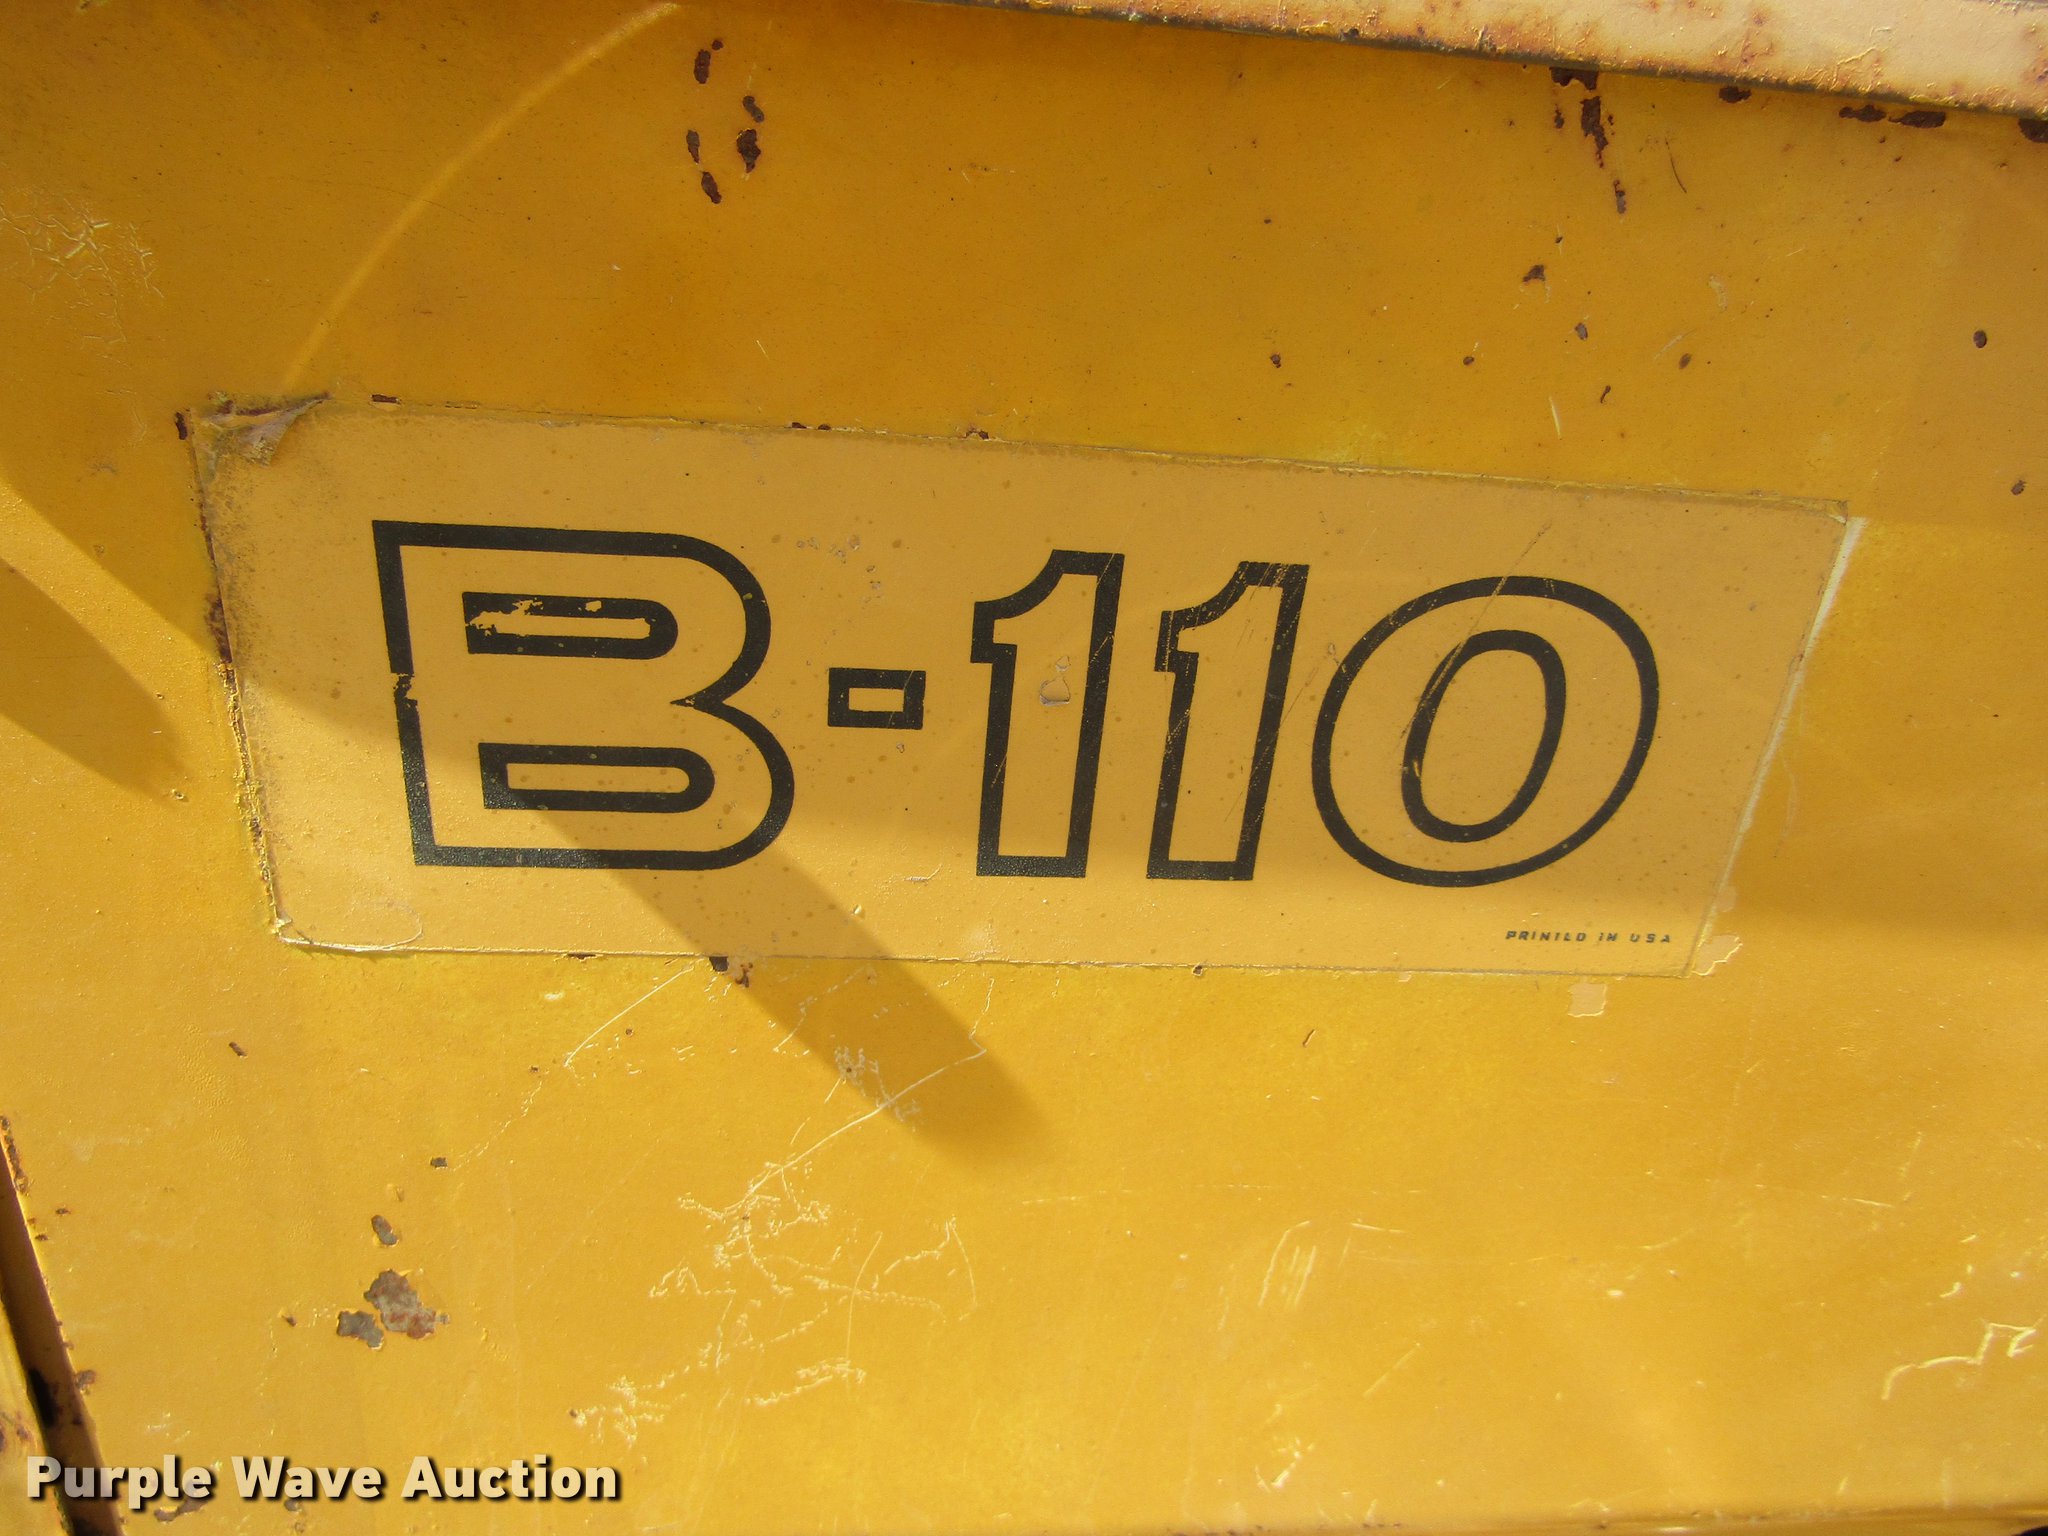 B-110
PRINTED IN USA
Purple Wave Auction